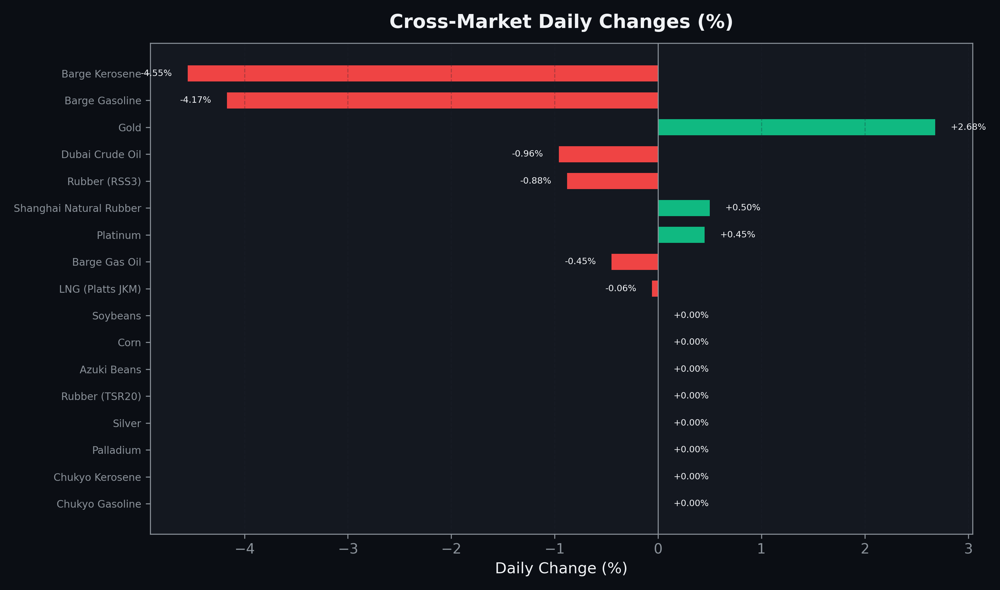 Cross-Market Daily Changes (%)
Barge Kerosene -4.55%
Barge Gasoline -4.17%
Gold +2.68%
Dubai Crude Oil -0.96%
Rubber (RSS3) -0.88%
Shanghai Natural Rubber +0.50%
Platinum +0.45%
Barge Gas Oil -0.45%
LNG (Platts JKM) -0.06%
Soybeans +0.00%
Corn +0.00%
Azuki Beans +0.00%
Rubber (TSR20) +0.00%
Silver +0.00%
Palladium +0.00%
Chukyo Kerosene +0.00%
Chukyo Gasoline +0.00%
−4 −3 −2 −1 0 1 2 3
Daily Change (%)